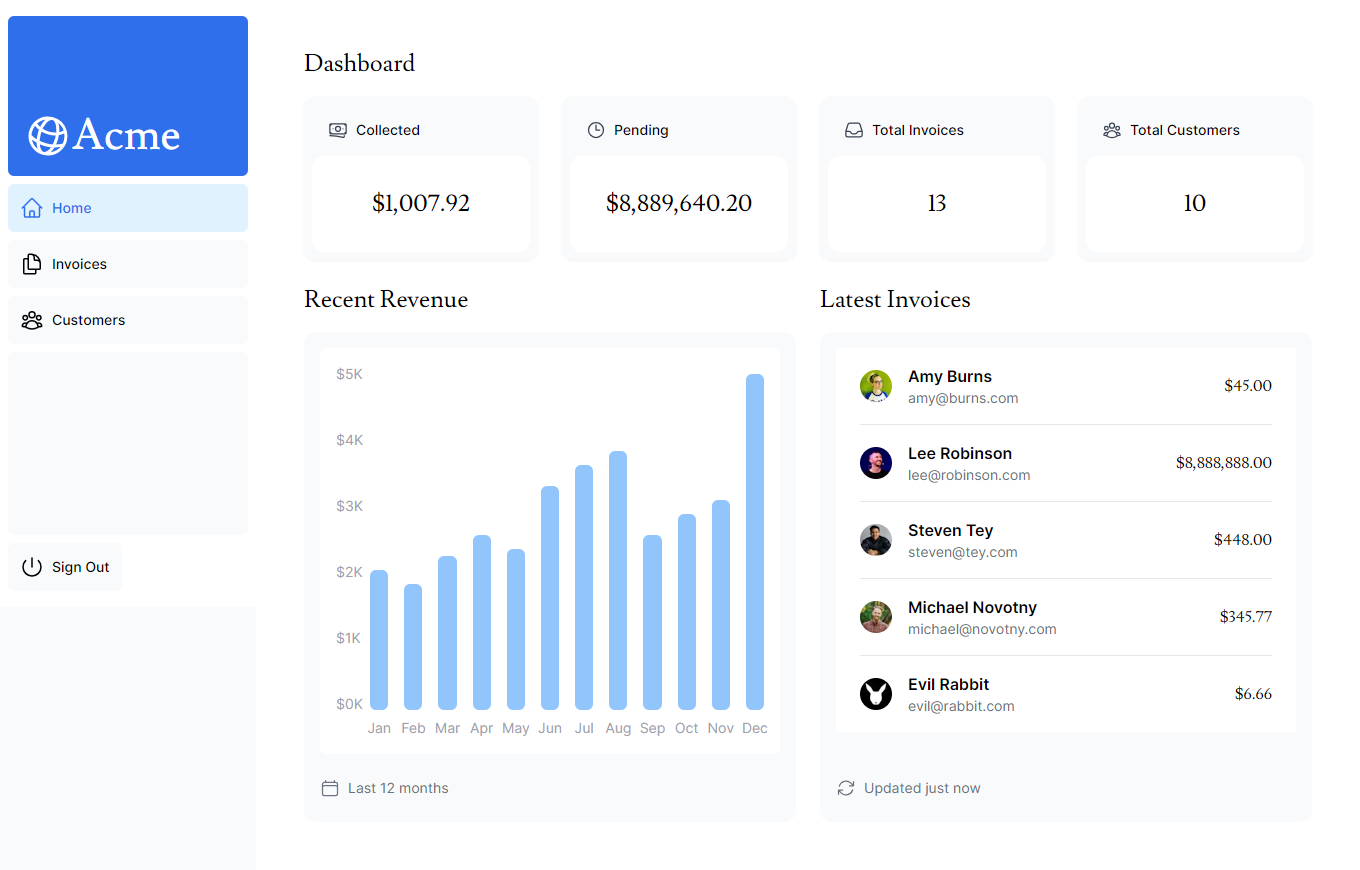 Acme
Home
Invoices
Customers
Sign Out
Dashboard
Collected
$1,007.92
Pending
$8,889,640.20
Total Invoices
13
Total Customers
10
Recent Revenue
$5K
$4K
$3K
$2K
$1K
$0K
Jan Feb Mar Apr May Jun Jul Aug Sep Oct Nov Dec
Last 12 months
Latest Invoices
Amy Burns
amy@burns.com
$45.00
Lee Robinson
lee@robinson.com
$8,888,888.00
Steven Tey
steven@tey.com
$448.00
Michael Novotny
michael@novotny.com
$345.77
Evil Rabbit
evil@rabbit.com
$6.66
Updated just now